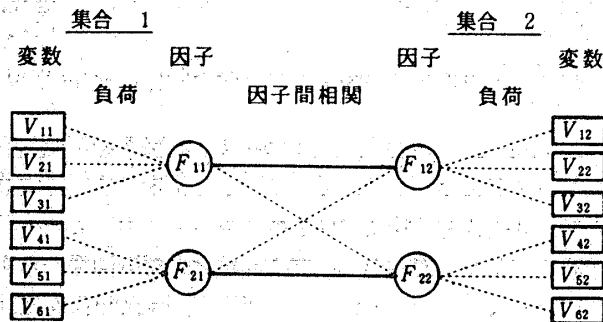 集合 1 集合 2
変数 因子 因子 変数
負荷 因子間相関 負荷
V11 V12
V21 F11 F12 V22
V31 V32
V41 V42
V51 F21 F22 V52
V61 V62